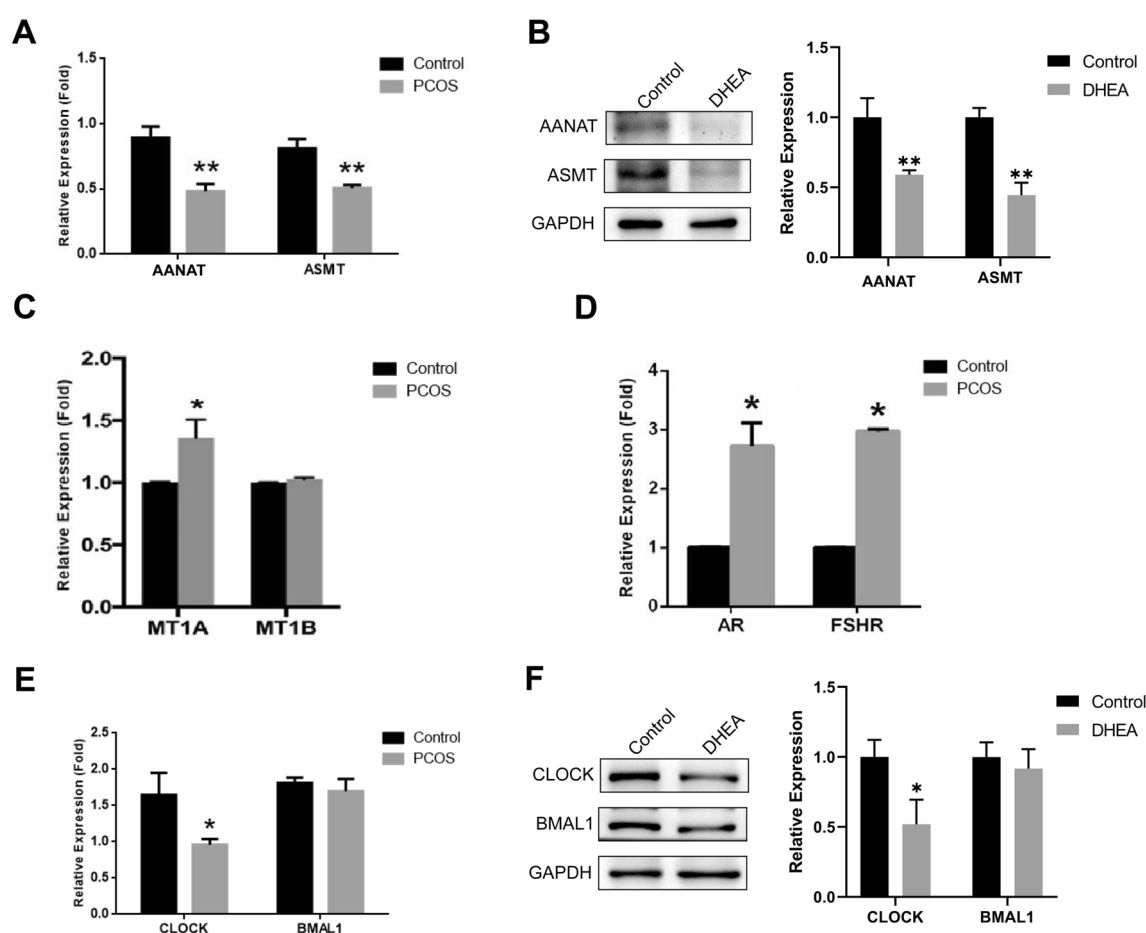 A
Relative Expression (Fold)
1.5
1.0
0.5
0.0
**
**
AANAT
ASMT
Control
PCOS
B
Control
DHEA
AANAT
ASMT
GAPDH
Relative Expression
1.5
1.0
0.5
0.0
**
**
AANAT
ASMT
Control
DHEA
C
Relative Expression (Fold)
2.0
1.5
1.0
0.5
0.0
*
MT1A
MT1B
Control
PCOS
D
Relative Expression (Fold)
4
3
2
1
0
*
*
AR
FSHR
Control
PCOS
E
Relative Expression (Fold)
2.5
2.0
1.5
1.0
0.5
0.0
*
CLOCK
BMAL1
Control
PCOS
F
Control
DHEA
CLOCK
BMAL1
GAPDH
Relative Expression
1.5
1.0
0.5
0.0
*
CLOCK
BMAL1
Control
DHEA